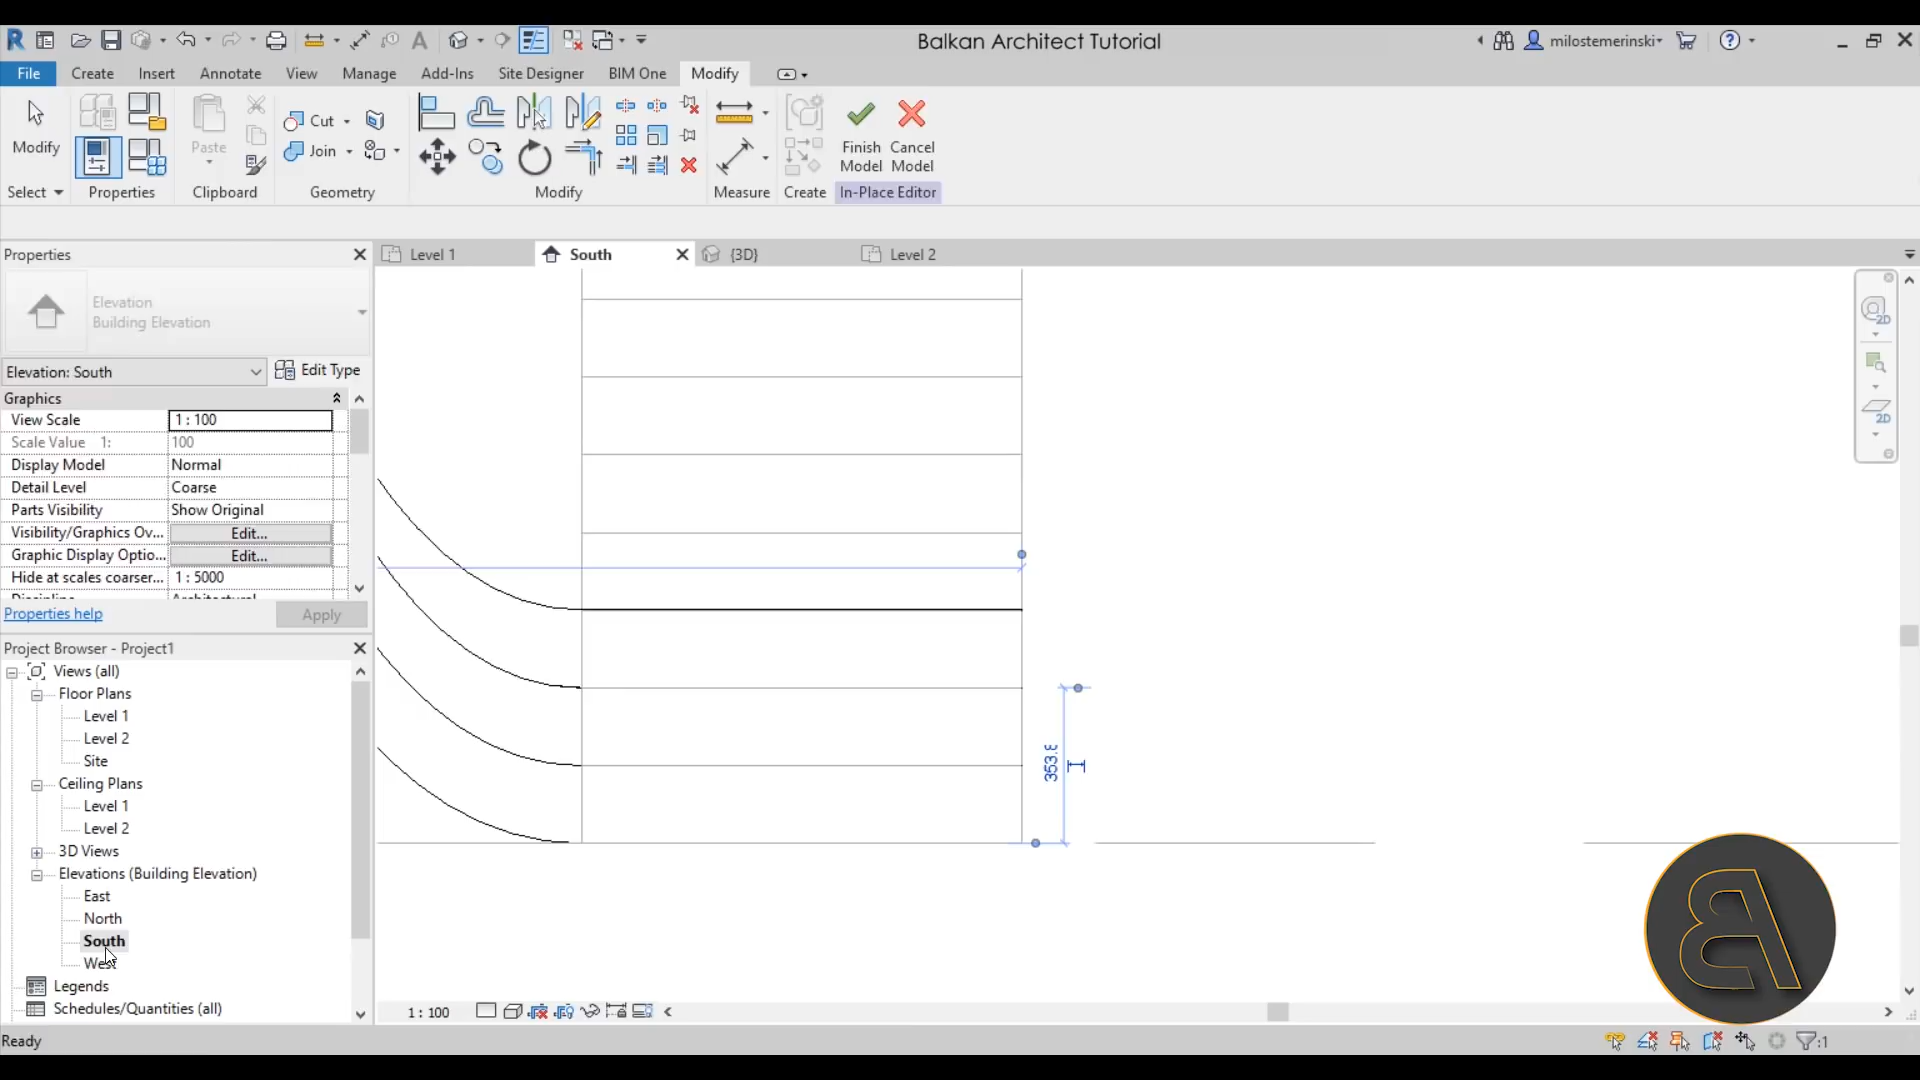 Balkan Architect Tutorial
milostemerinski
File
Create
Insert
Annotate
View
Manage
Add-Ins
Site Designer
BIM One
Modify
Modify
Paste
Cut
Join
Finish Model
Cancel Model
Select
Properties
Clipboard
Geometry
Modify
Measure
Create
In-Place Editor
Properties
Level 1
South
{3D}
Level 2
Elevation
Building Elevation
Elevation: South
Edit Type
Graphics
View Scale 1 : 100
Scale Value 1: 100
Display Model Normal
Detail Level Coarse
Parts Visibility Show Original
Visibility/Graphics Ov... Edit...
Graphic Display Optio... Edit...
Hide at scales coarser... 1 : 5000
Discipline Architectural
Properties help
Apply
Project Browser - Project1
Views (all)
Floor Plans
Level 1
Level 2
Site
Ceiling Plans
Level 1
Level 2
3D Views
Elevations (Building Elevation)
East
North
South
West
Legends
Schedules/Quantities (all)
353.8
2D
2D
1 : 100
Ready
:1